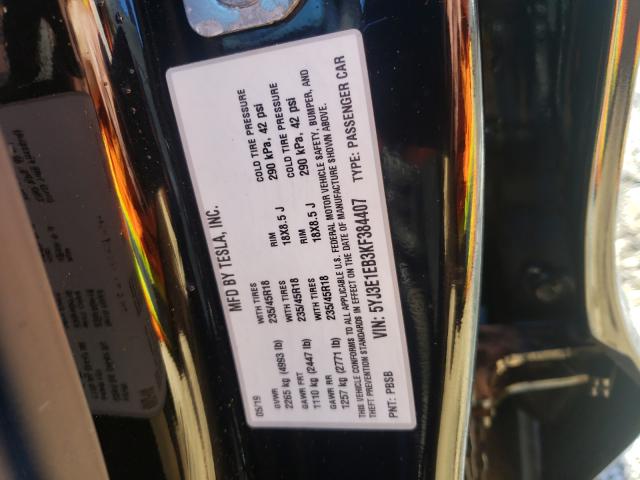 MFD BY TESLA, INC.
05/19
GVWR WITH TIRES RIM COLD TIRE PRESSURE
2265 kg (4993 lb) 235/45R18 18X8.5 J 290 kPa, 42 psi
GAWR FRT WITH TIRES RIM COLD TIRE PRESSURE
1110 kg (2447 lb) 235/45R18 18X8.5 J 290 kPa, 42 psi
GAWR RR
1257 kg (2771 lb)
THIS VEHICLE CONFORMS TO ALL APPLICABLE U.S. FEDERAL MOTOR VEHICLE SAFETY, BUMPER, AND
THEFT PREVENTION STANDARDS IN EFFECT ON THE DATE OF MANUFACTURE SHOWN ABOVE.
VIN: 5YJ3E1EB3KF384407 TYPE: PASSENGER CAR
PNT: PBSB